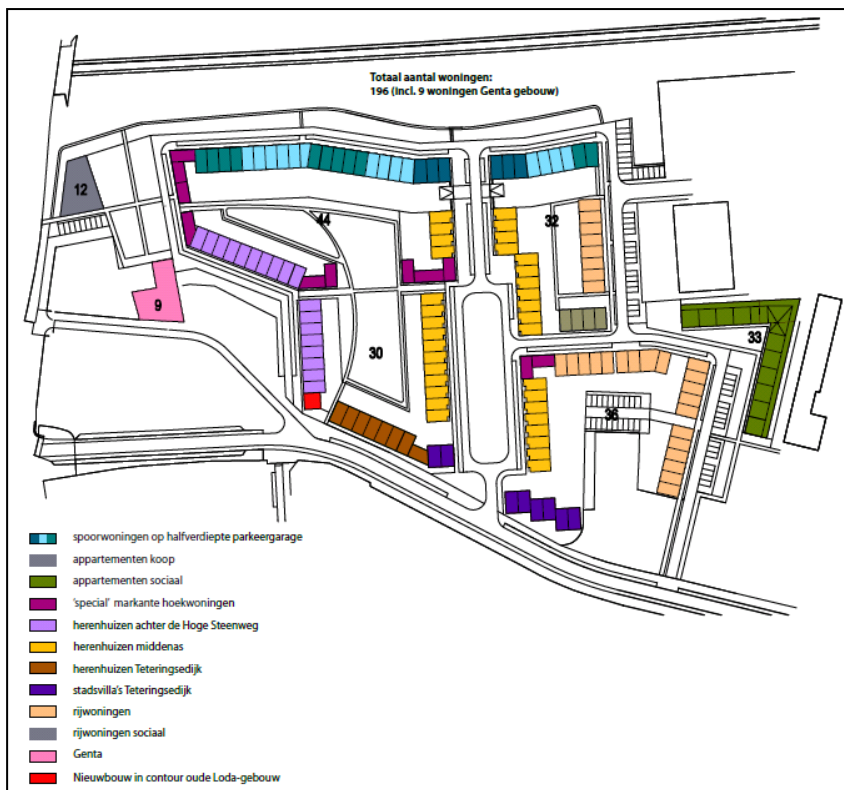 Totaal aantal woningen:
196 (incl. 9 woningen Genta gebouw)
12
44
32
9
33
30
36
spoorwoningen op halfverdiepte parkeergarage
appartementen koop
appartementen sociaal
'special' markante hoekwoningen
herenhuizen achter de Hoge Steenweg
herenhuizen middenas
herenhuizen Teteringsedijk
stadsvilla's Teteringsedijk
rijwoningen
rijwoningen sociaal
Genta
Nieuwbouw in contour oude Loda-gebouw